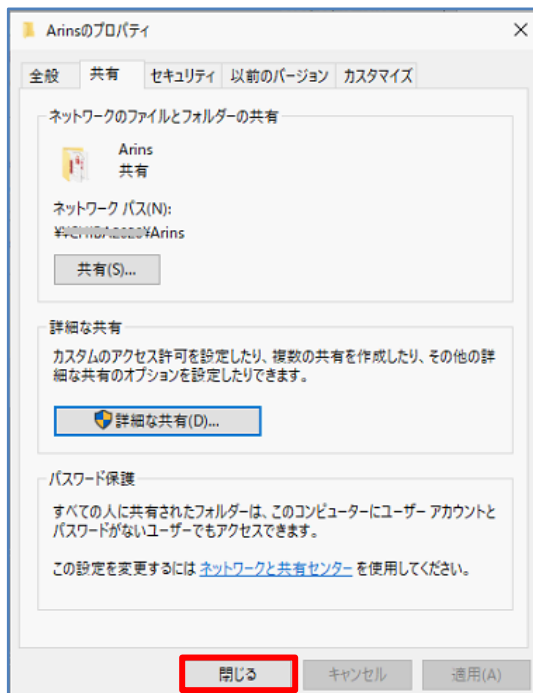 Arinsのプロパティ
全般 共有 セキュリティ 以前のバージョン カスタマイズ
ネットワークのファイルとフォルダーの共有
Arins
共有
ネットワーク パス(N):
¥Arins
共有(S)...
詳細な共有
カスタムのアクセス許可を設定したり、複数の共有を作成したり、その他の詳
細な共有のオプションを設定したりできます。
詳細な共有(D)...
パスワード保護
すべての人に共有されたフォルダーは、このコンピューターにユーザー アカウントと
パスワードがないユーザーでもアクセスできます。
この設定を変更するには ネットワークと共有センター を使用してください。
閉じる キャンセル 適用(A)